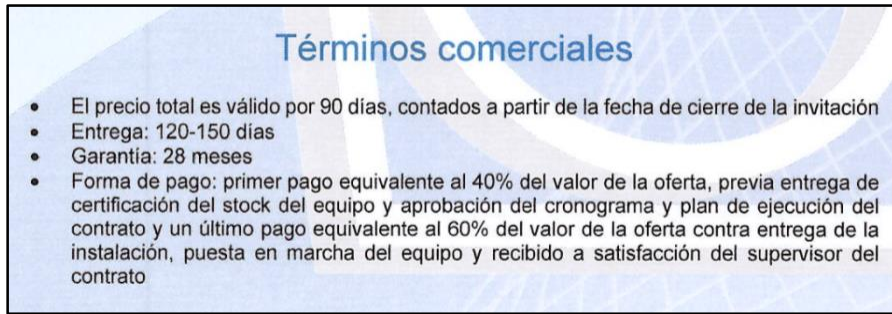 Términos comerciales
• El precio total es válido por 90 días, contados a partir de la fecha de cierre de la invitación
• Entrega: 120-150 días
• Garantía: 28 meses
• Forma de pago: primer pago equivalente al 40% del valor de la oferta, previa entrega de
certificación del stock del equipo y aprobación del cronograma y plan de ejecución del
contrato y un último pago equivalente al 60% del valor de la oferta contra entrega de la
instalación, puesta en marcha del equipo y recibido a satisfacción del supervisor del
contrato